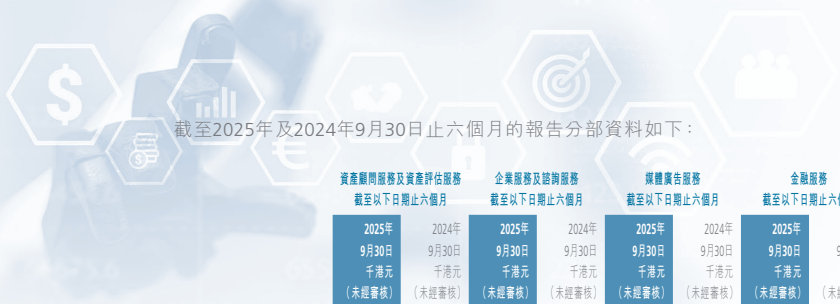 截至2025年及2024年9月30日止六個月的報告分部資料如下：
資產顧問服務及資產評估服務 企業服務及諮詢服務 媒體廣告服務 金融服務
截至以下日期止六個月 截至以下日期止六個月 截至以下日期止六個月 截至以下日期止六
2025年 2024年 2025年 2024年 2025年 2024年 2025年
9月30日 9月30日 9月30日 9月30日 9月30日 9月30日 9月30日
千港元 千港元 千港元 千港元 千港元 千港元 千港元
（未經審核） （未經審核） （未經審核） （未經審核） （未經審核） （未經審核） （未經審核）